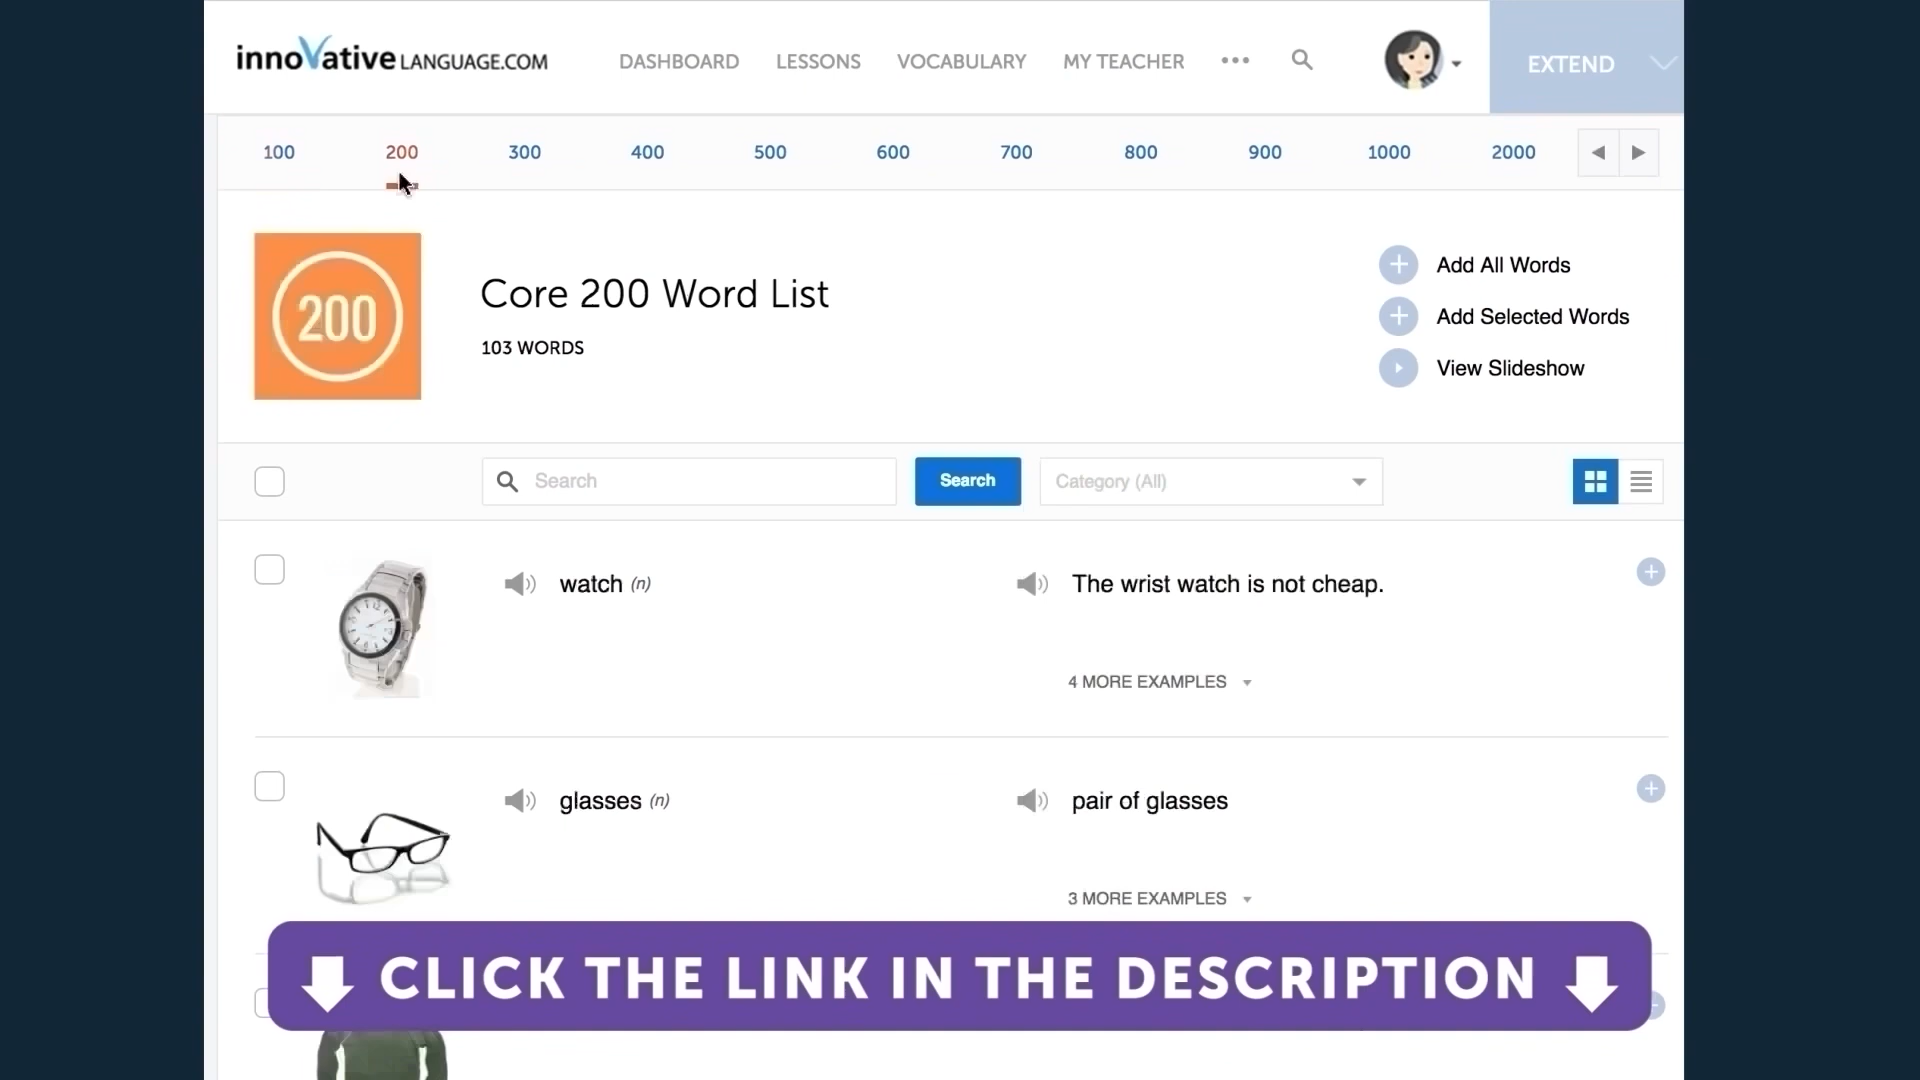 innoVative LANGUAGE.COM
DASHBOARD LESSONS VOCABULARY MY TEACHER ••• EXTEND
100 200 300 400 500 600 700 800 900 1000 2000
200
Core 200 Word List
103 WORDS
Add All Words
Add Selected Words
View Slideshow
Search Search Category (All)
watch (n) The wrist watch is not cheap.
4 MORE EXAMPLES
glasses (n) pair of glasses
3 MORE EXAMPLES
CLICK THE LINK IN THE DESCRIPTION